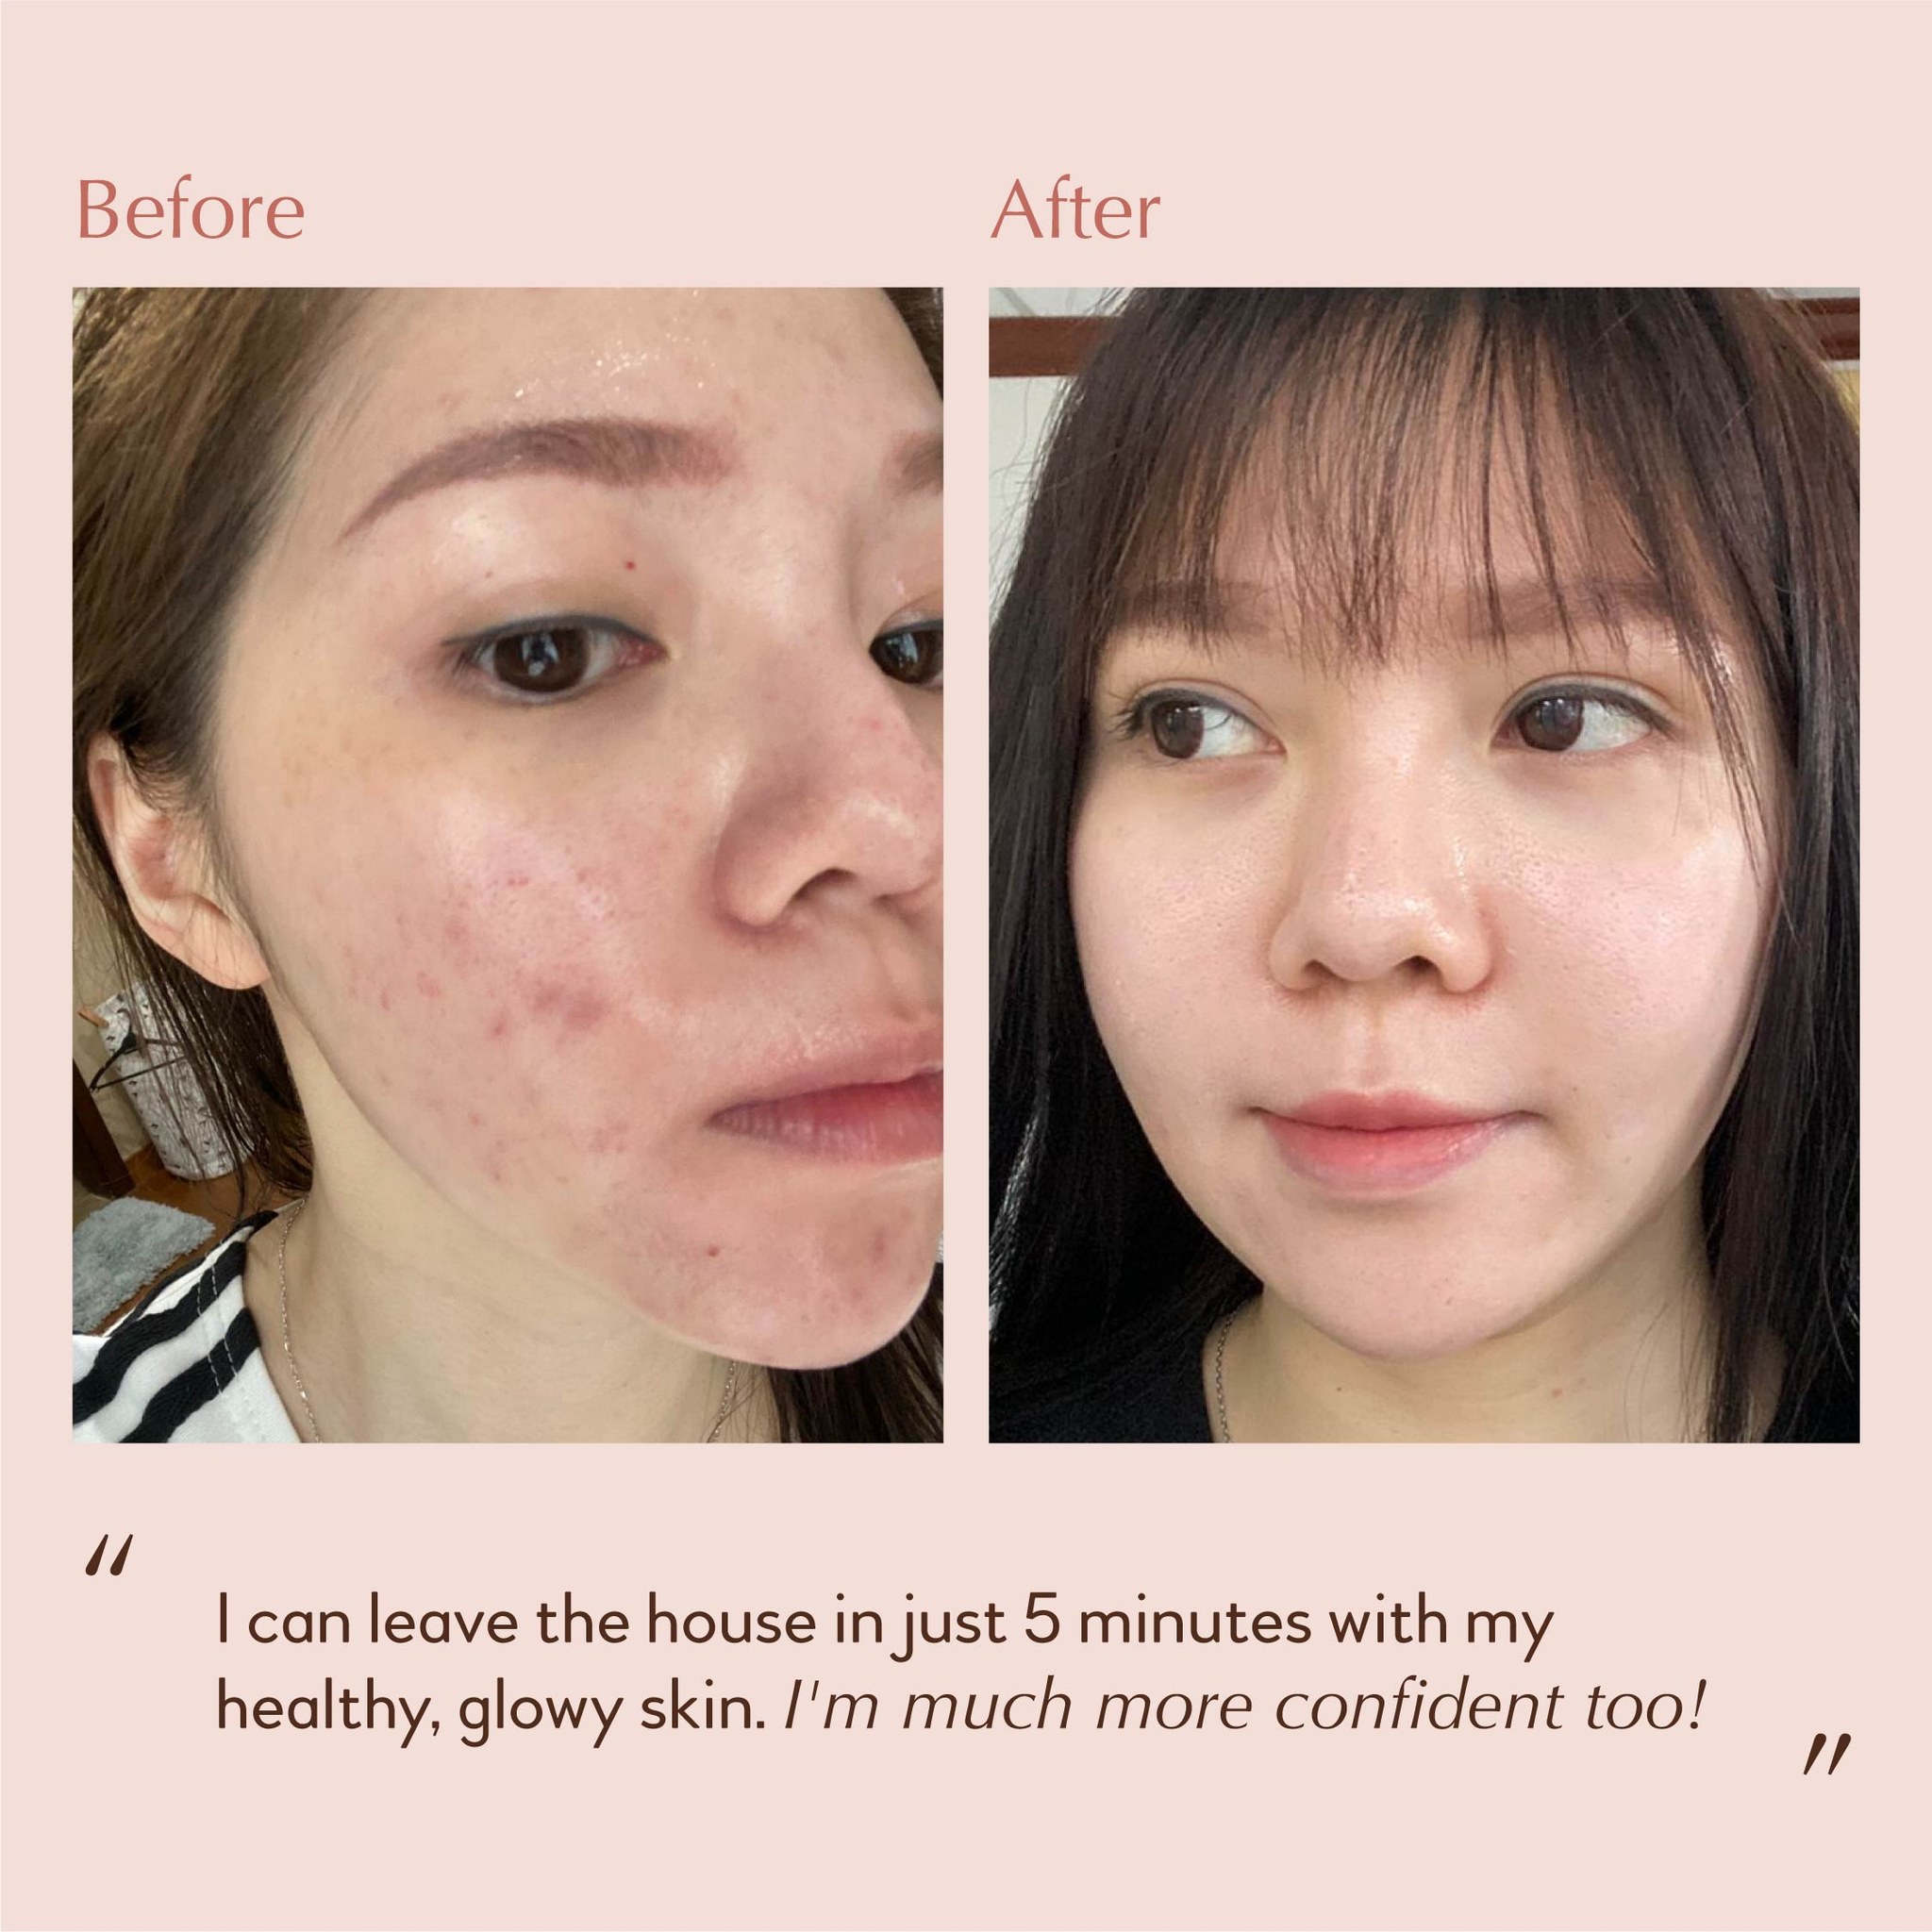 Before
After
“
I can leave the house in just 5 minutes with my
healthy, glowy skin. I'm much more confident too!
”